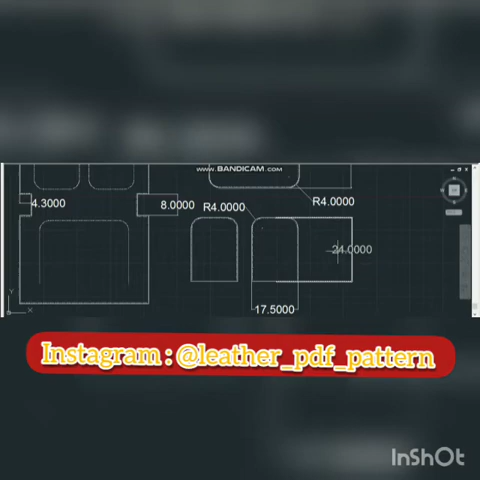 www.BANDICAM.com
4.3000
8.0000
R4.0000
R4.0000
24.0000
17.5000
Y
X
Instagram : @leather_pdf_pattern
InShOt